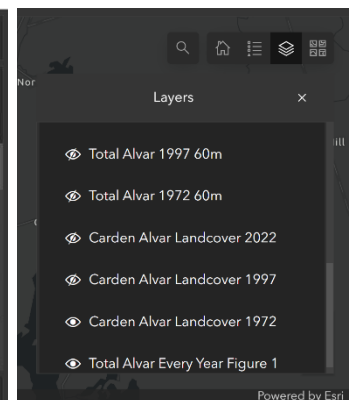 Nor
Layers
ill
Total Alvar 1997 60m
Total Alvar 1972 60m
Carden Alvar Landcover 2022
Carden Alvar Landcover 1997
Carden Alvar Landcover 1972
Total Alvar Every Year Figure 1
Powered by Esri